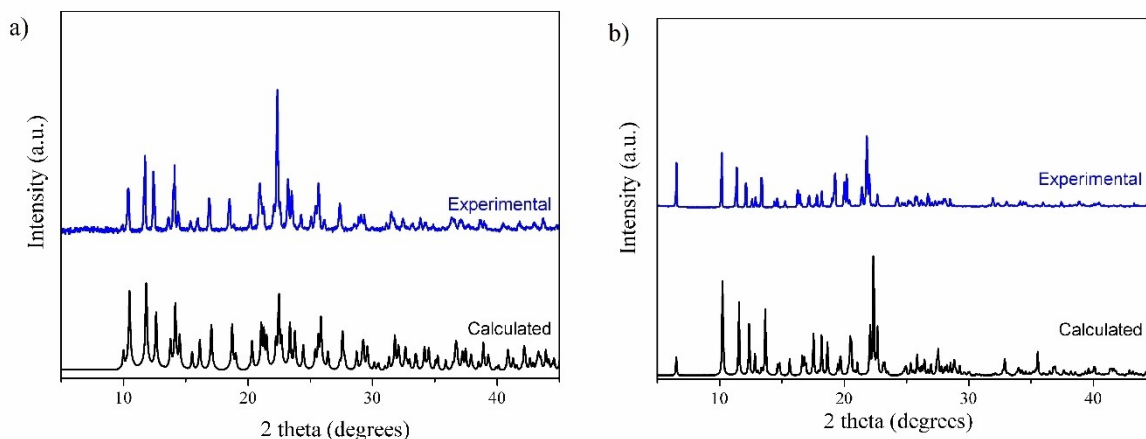 a)
Intensity (a.u.)
Experimental
Calculated
10 20 30 40
2 theta (degrees)
b)
Intensity (a.u.)
Experimental
Calculated
10 20 30 40
2 theta (degrees)